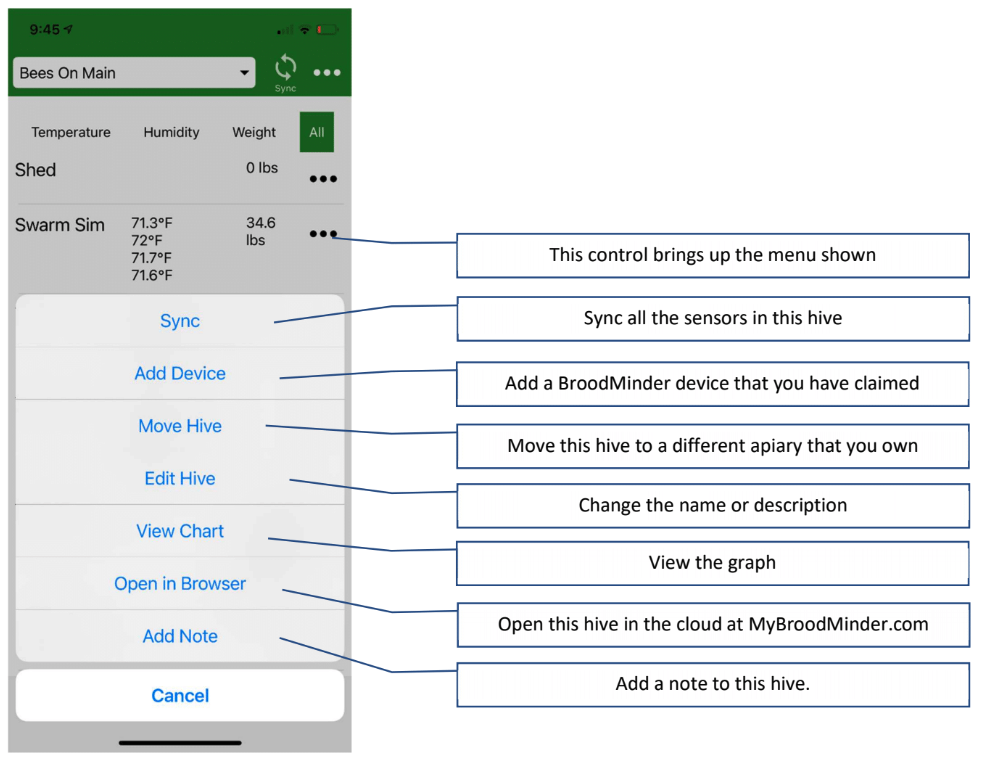 9:45
Bees On Main
Sync
Temperature Humidity Weight All
Shed 0 lbs
Swarm Sim 71.3°F 34.6
72°F lbs
71.7°F
71.6°F
This control brings up the menu shown
Sync
Sync all the sensors in this hive
Add Device
Add a BroodMinder device that you have claimed
Move Hive
Move this hive to a different apiary that you own
Edit Hive
Change the name or description
View Chart
View the graph
Open in Browser
Open this hive in the cloud at MyBroodMinder.com
Add Note
Add a note to this hive.
Cancel